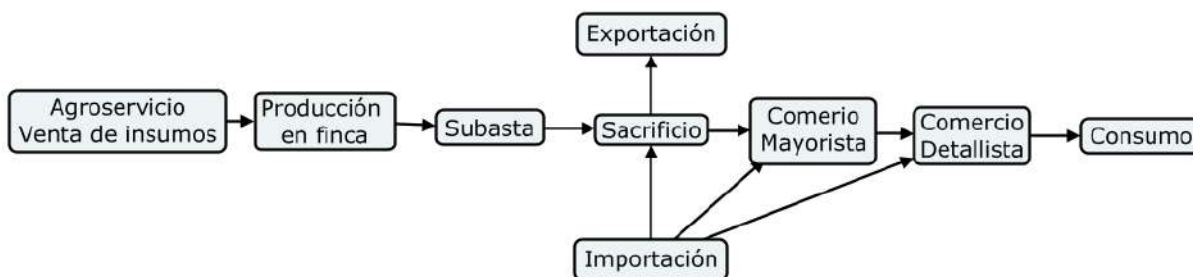 Exportación
Agroservicio
Venta de insumos
Producción
en finca
Subasta
Sacrificio
Comerio
Mayorista
Comercio
Detallista
Consumo
Importación